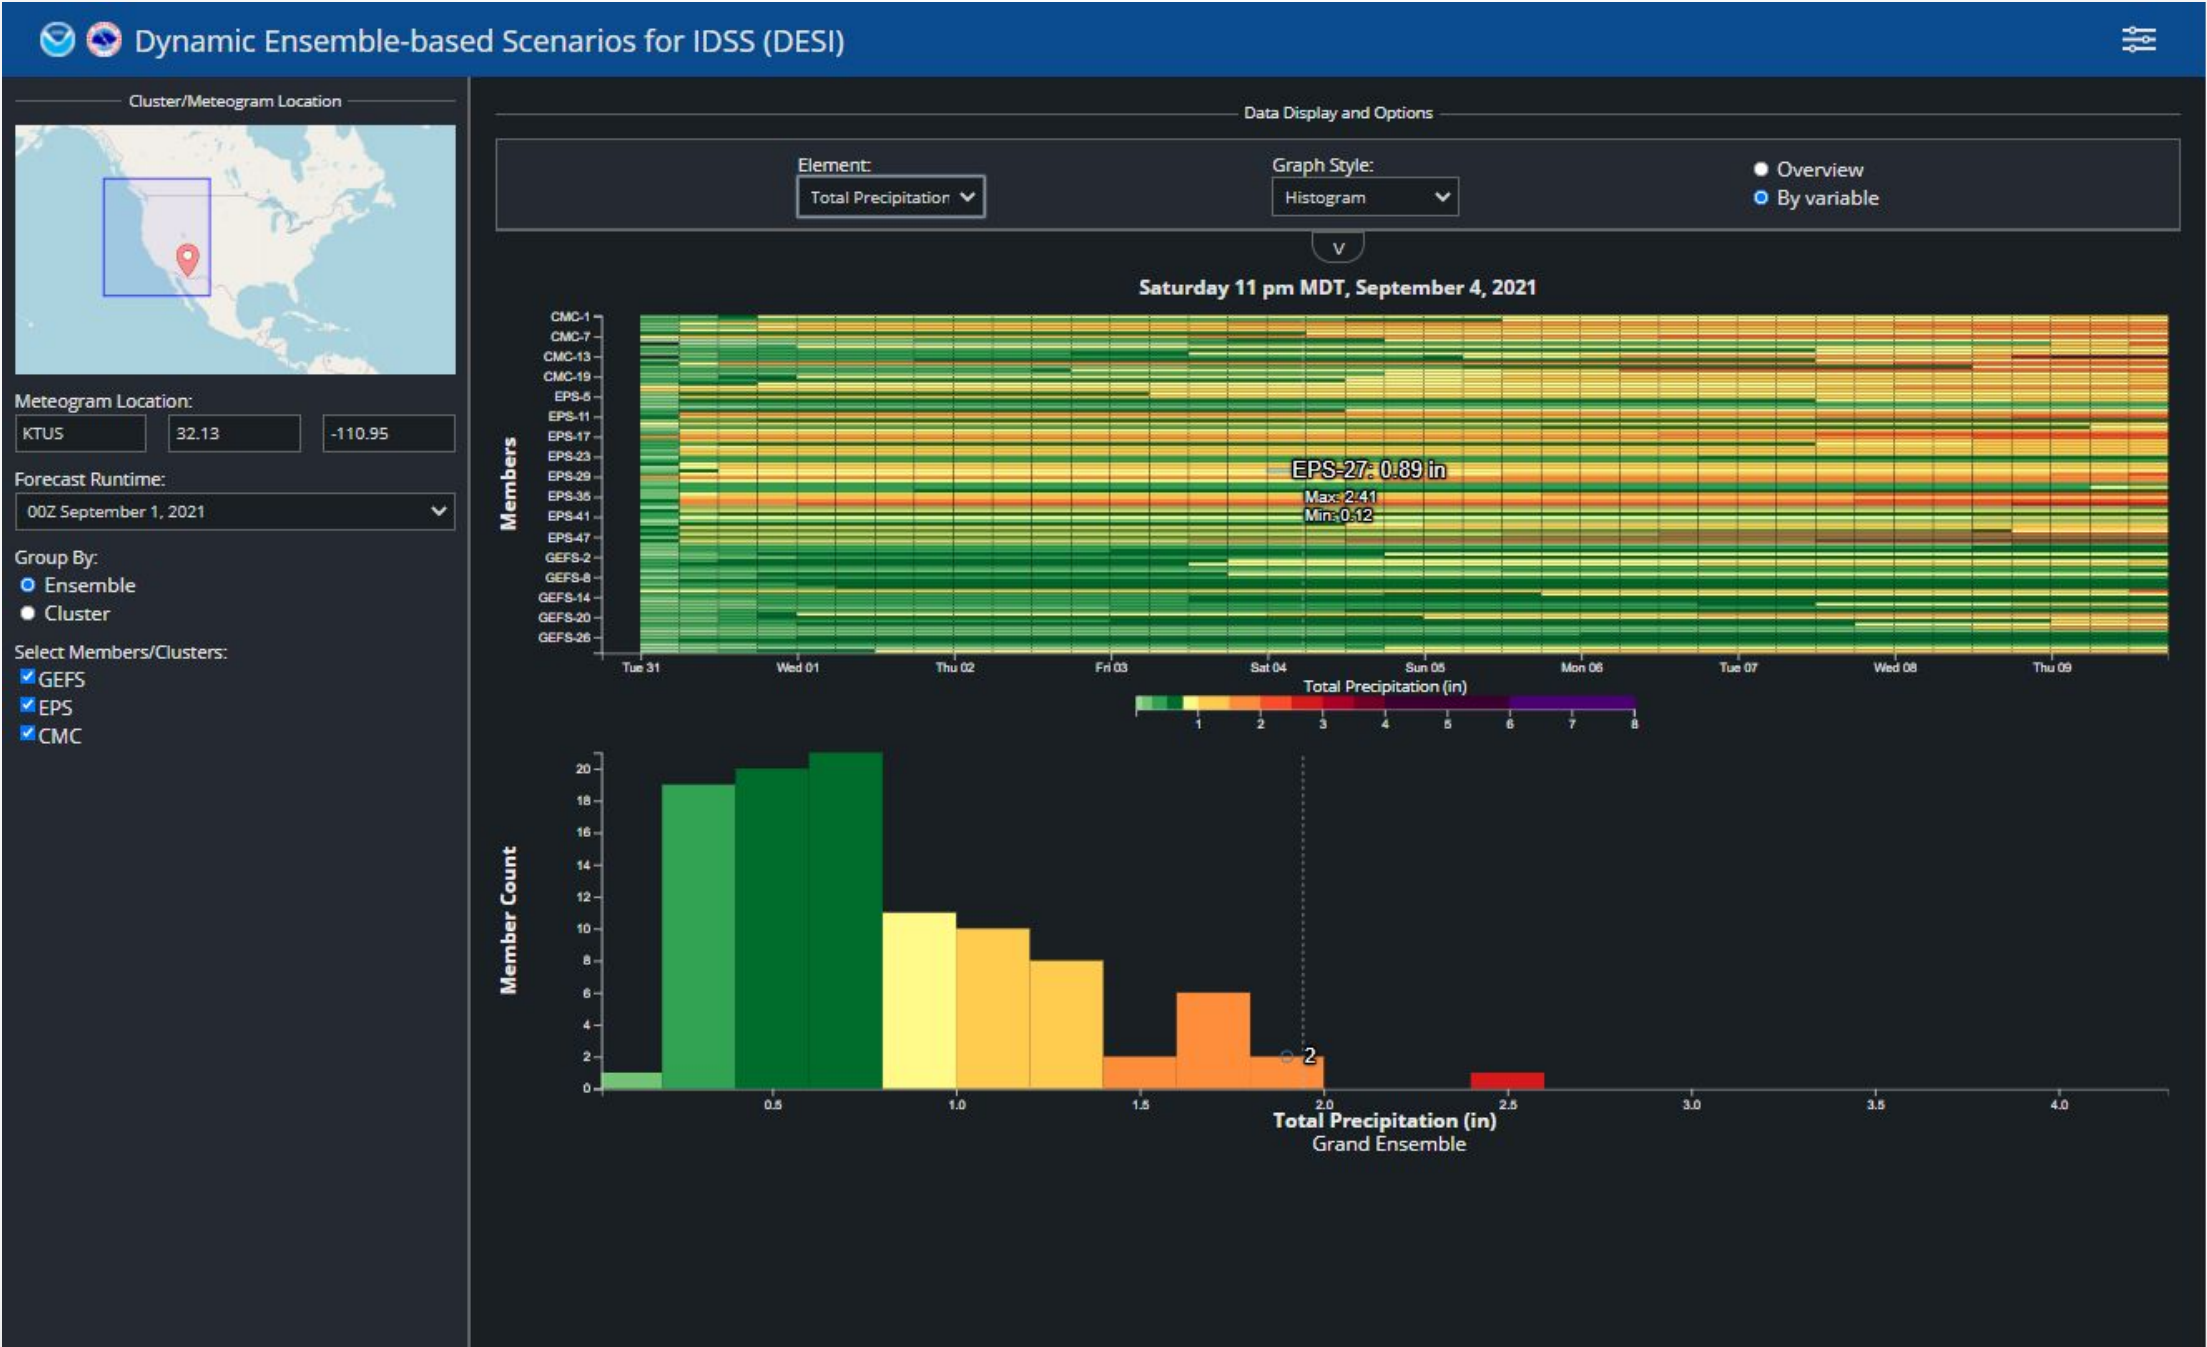 Dynamic Ensemble-based Scenarios for IDSS (DESI)
Cluster/Meteogram Location
Meteogram Location:
KTUS 32.13 -110.95
Forecast Runtime:
00Z September 1, 2021
Group By:
Ensemble
Cluster
Select Members/Clusters:
GEFS
EPS
CMC
Data Display and Options
Element:
Total Precipitation
Graph Style:
Histogram
Overview
By variable
v
Saturday 11 pm MDT, September 4, 2021
Members
CMC-1
CMC-7
CMC-13
CMC-19
EPS-5
EPS-11
EPS-17
EPS-23
EPS-29
EPS-35
EPS-41
EPS-47
GEFS-2
GEFS-8
GEFS-14
GEFS-20
GEFS-26
EPS-27: 0.89 in
Max: 2.41
Min: 0.12
Tue 31 Wed 01 Thu 02 Fri 03 Sat 04 Sun 05 Mon 06 Tue 07 Wed 08 Thu 09
Total Precipitation (in)
1 2 3 4 5 6 7 8
Member Count
20
18
16
14
12
10
8
6
4
2
0
2
0.5 1.0 1.5 2.0 2.5 3.0 3.5 4.0
Total Precipitation (in)
Grand Ensemble